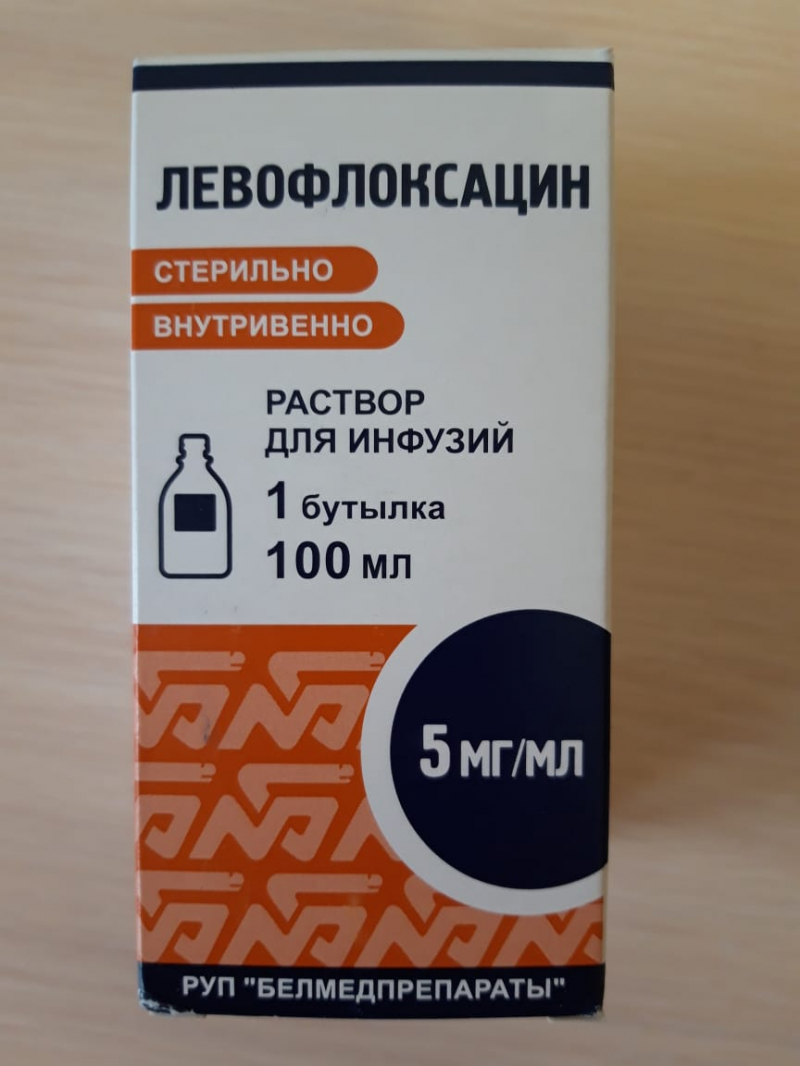 ЛЕВОФЛОКСАЦИН
СТЕРИЛЬНО
ВНУТРИВЕННО
РАСТВОР
ДЛЯ ИНФУЗИЙ
1 бутылка
100 мл
5 мг/мл
РУП "БЕЛМЕДПРЕПАРАТЫ"